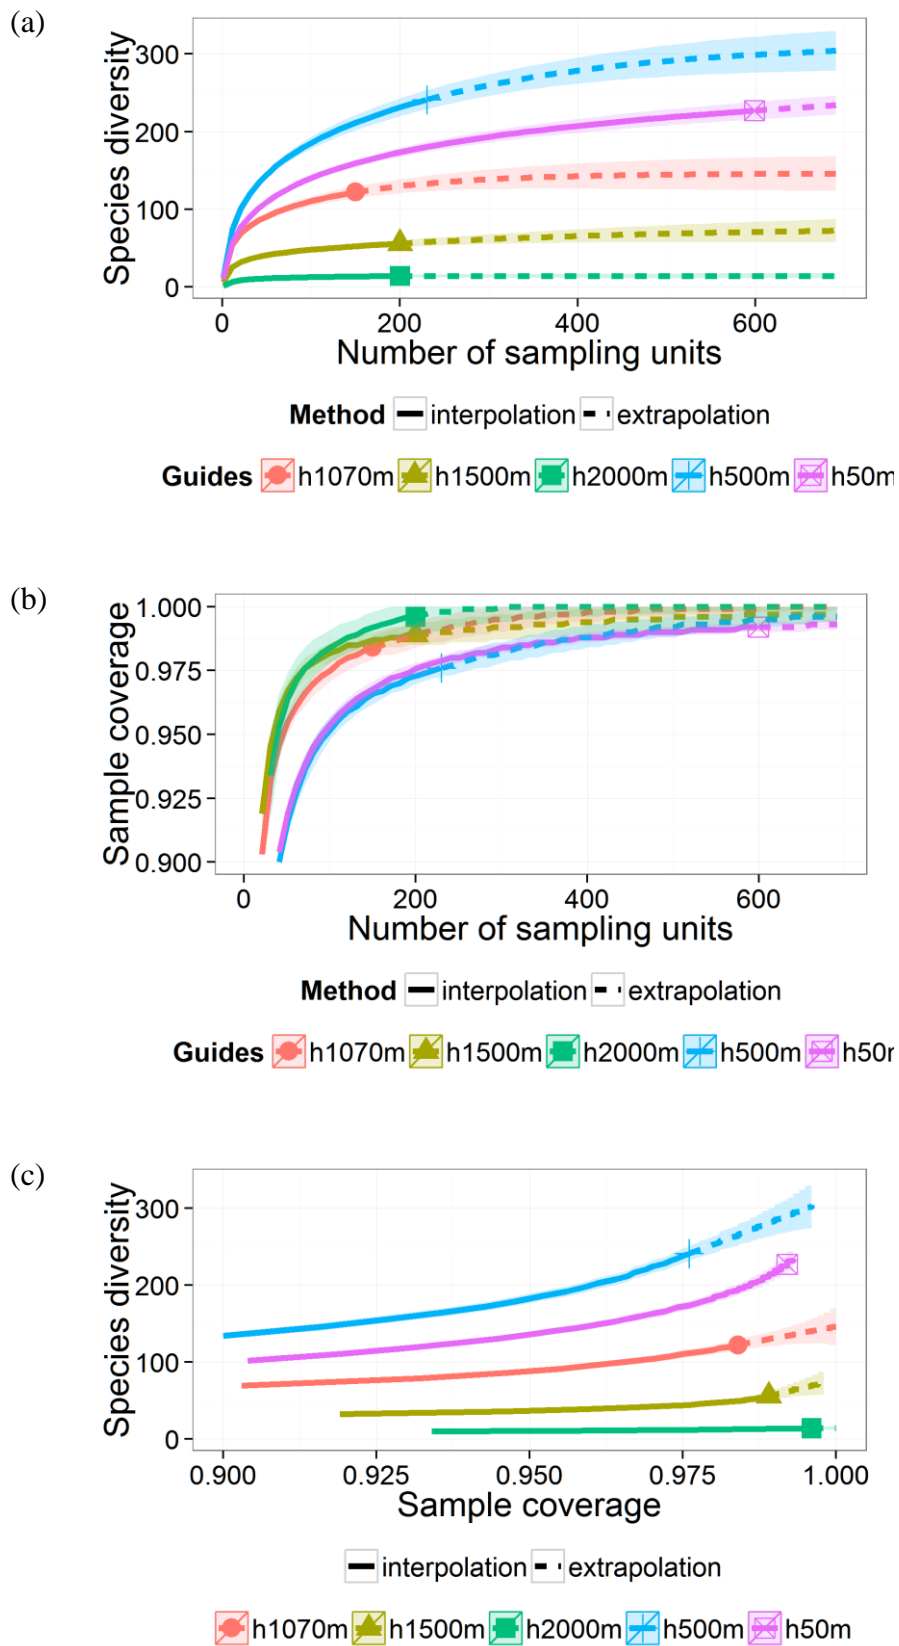 (a)
Species diversity
300
200
100
0
0 200 400 600
Number of sampling units
Method interpolation extrapolation
Guides h1070m h1500m h2000m h500m h50m
(b)
Sample coverage
1.000
0.975
0.950
0.925
0.900
0 200 400 600
Number of sampling units
Method interpolation extrapolation
Guides h1070m h1500m h2000m h500m h50r
(c)
Species diversity
300
200
100
0
0.900 0.925 0.950 0.975 1.000
Sample coverage
interpolation extrapolation
h1070m h1500m h2000m h500m h50m